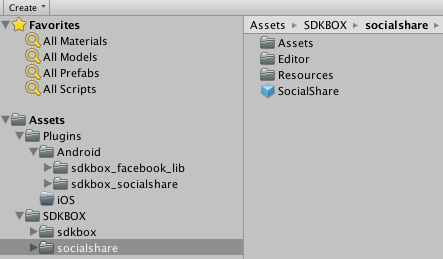 Create
Favorites
All Materials
All Models
All Prefabs
All Scripts
Assets
Plugins
Android
sdkbox_facebook_lib
sdkbox_socialshare
iOS
SDKBOX
sdkbox
socialshare
Assets SDKBOX socialshare
Assets
Editor
Resources
SocialShare